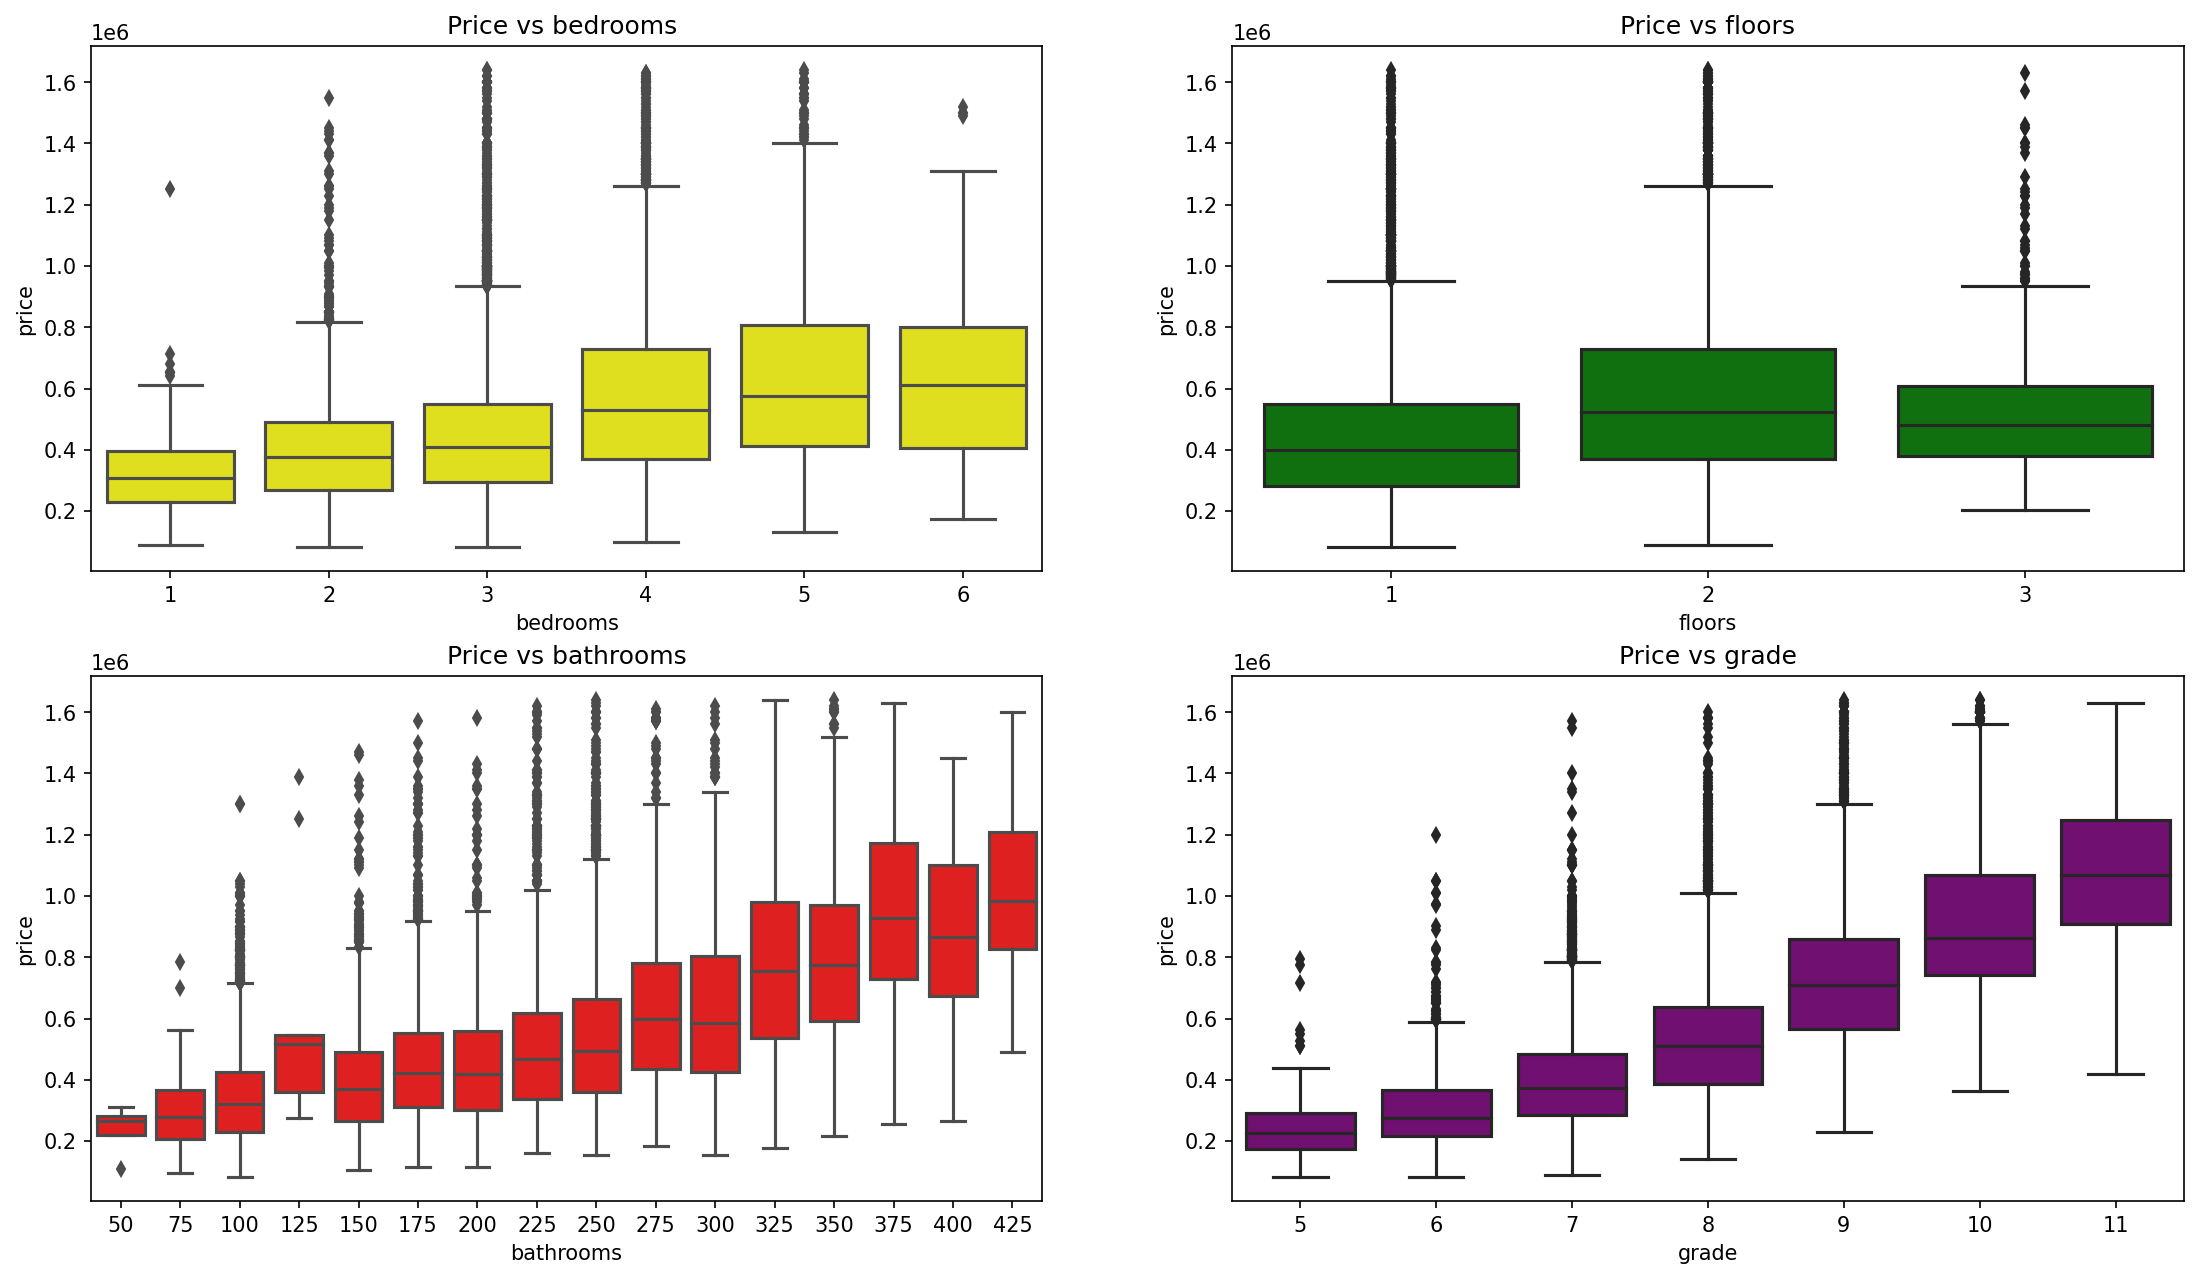 Price vs bedrooms
1e6
1.6
1.4
1.2
1.0
0.8
0.6
0.4
0.2
price
1 2 3 4 5 6
bedrooms
Price vs floors
1e6
1.6
1.4
1.2
1.0
0.8
0.6
0.4
0.2
price
1 2 3
floors
Price vs bathrooms
1e6
1.6
1.4
1.2
1.0
0.8
0.6
0.4
0.2
price
50 75 100 125 150 175 200 225 250 275 300 325 350 375 400 425
bathrooms
Price vs grade
1e6
1.6
1.4
1.2
1.0
0.8
0.6
0.4
0.2
price
5 6 7 8 9 10 11
grade